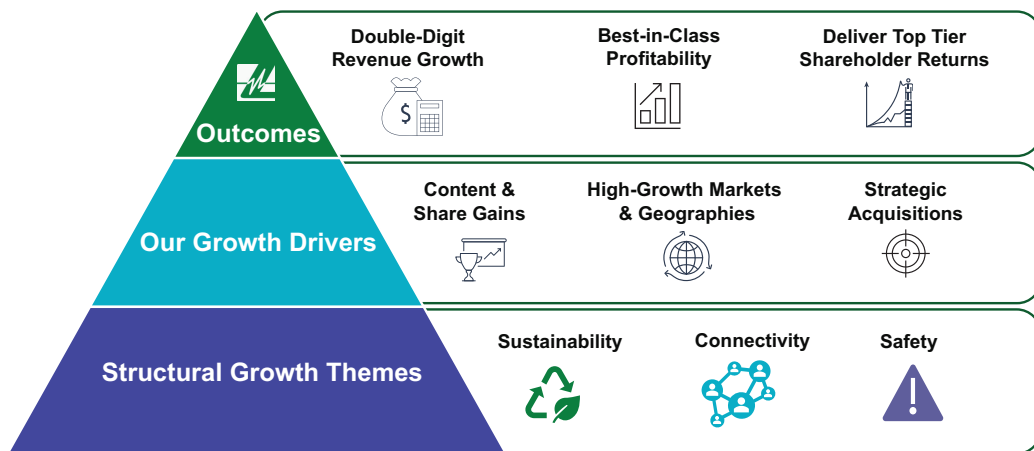 Double-Digit
Revenue Growth
Best-in-Class
Profitability
Deliver Top Tier
Shareholder Returns
$
Outcomes
Content &
Share Gains
High-Growth Markets
& Geographies
Strategic
Acquisitions
Our Growth Drivers
Sustainability
Connectivity
Safety
Structural Growth Themes